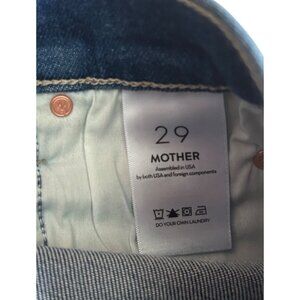 29
MOTHER
Assembled in USA
by both USA and foreign components
DO YOUR OWN LAUNDRY